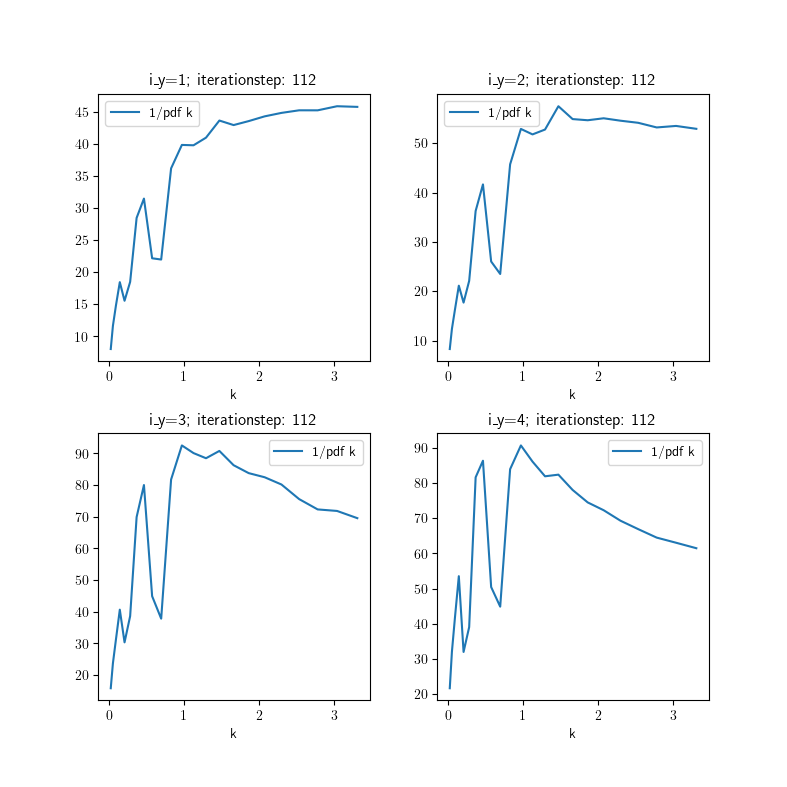 i_y=1; iterationstep: 112
1/pdf k
45
40
35
30
25
20
15
10
0 1 2 3
k
i_y=2; iterationstep: 112
1/pdf k
50
40
30
20
10
0 1 2 3
k
i_y=3; iterationstep: 112
1/pdf k
90
80
70
60
50
40
30
20
0 1 2 3
k
i_y=4; iterationstep: 112
1/pdf k
90
80
70
60
50
40
30
20
0 1 2 3
k